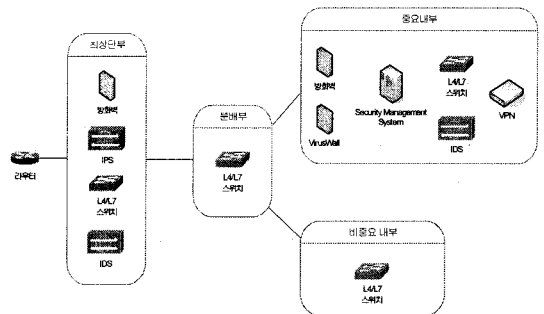 최상단부
방화벽
IPS
L4/L7
스위치
IDS
라우터
분배부
L4/L7
스위치
중요내부
방화벽
VirusWall
Security Management
System
L4/L7
스위치
IDS
VPN
비중요 내부
L4/L7
스위치